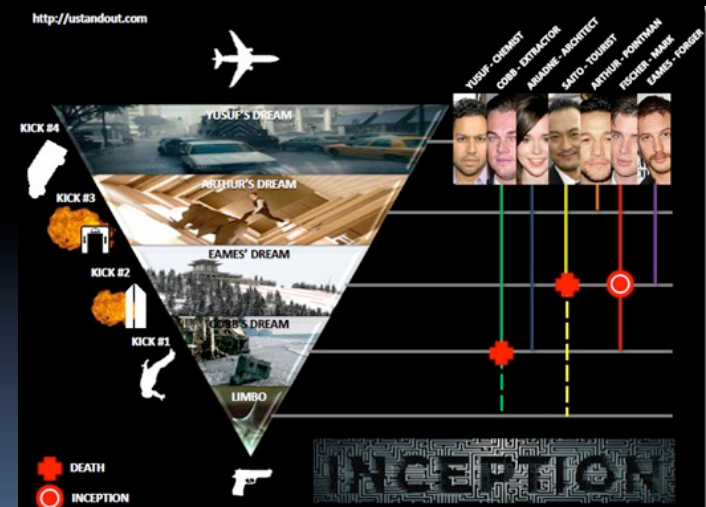 http://ustandout.com
YUSUF - CHEMIST
COBB - EXTRACTOR
ARIADNE - ARCHITECT
SAITO - TOURIST
ARTHUR - POINTMAN
FISCHER - MARK
EAMES - FORGER
YUSUF'S DREAM
KICK #4
ARTHUR'S DREAM
KICK #3
EAMES' DREAM
KICK #2
COBB'S DREAM
KICK #1
LIMBO
DEATH
INCEPTION
INCEPTION